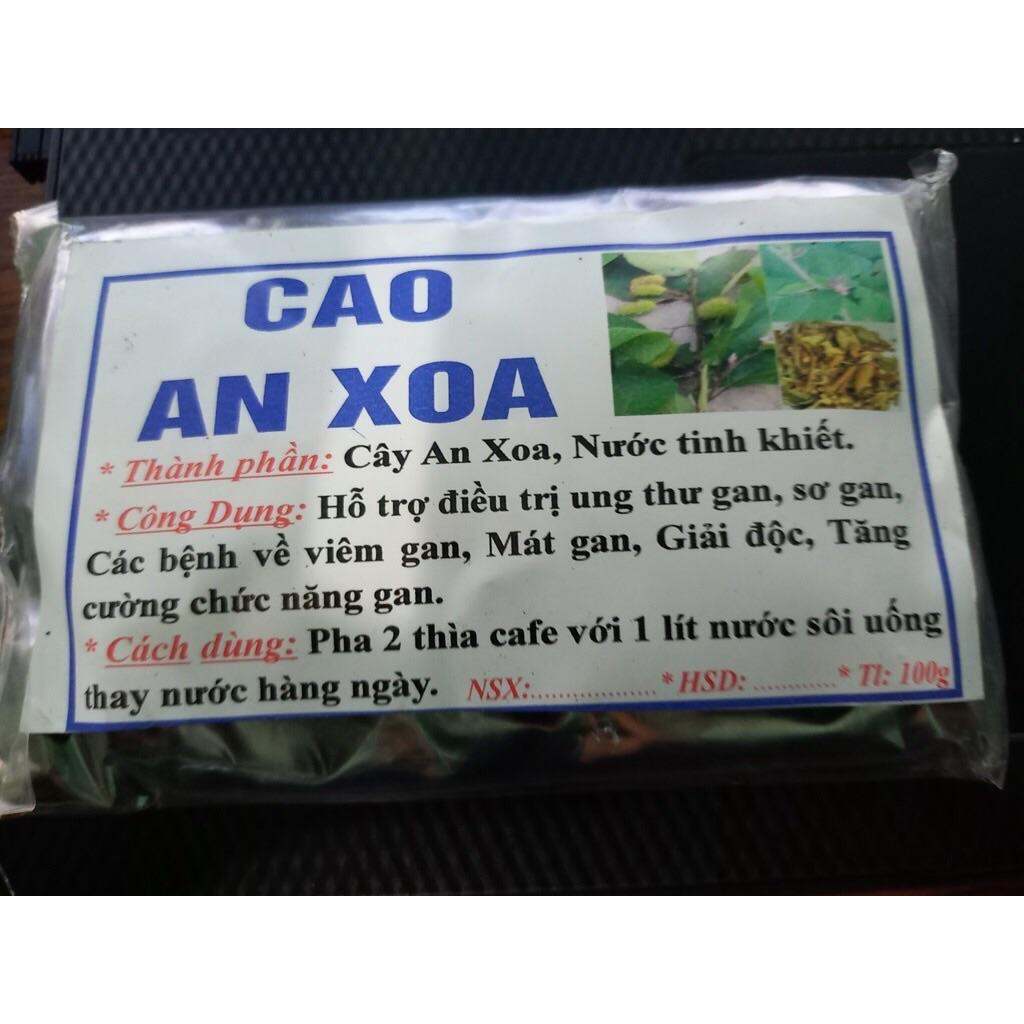 CAO
AN XOA
* Thành phần: Cây An Xoa, Nước tinh khiết.
* Công Dụng: Hỗ trợ điều trị ung thư gan, sơ gan,
Các bệnh về viêm gan, Mát gan, Giải độc, Tăng
cường chức năng gan.
* Cách dùng: Pha 2 thìa cafe với 1 lít nước sôi uống
thay nước hàng ngày. NSX:................. * HSD: ............* Tl: 100g